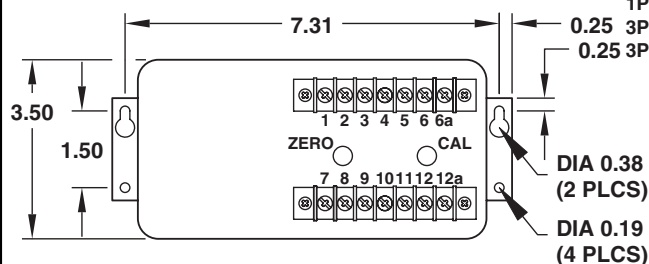 7.31
1P
0.25 3P
0.25 3P
3.50
1.50
1 2 3 4 5 6 6a
ZERO
CAL
7 8 9 10 11 12 12a
DIA 0.38
(2 PLCS)
DIA 0.19
(4 PLCS)